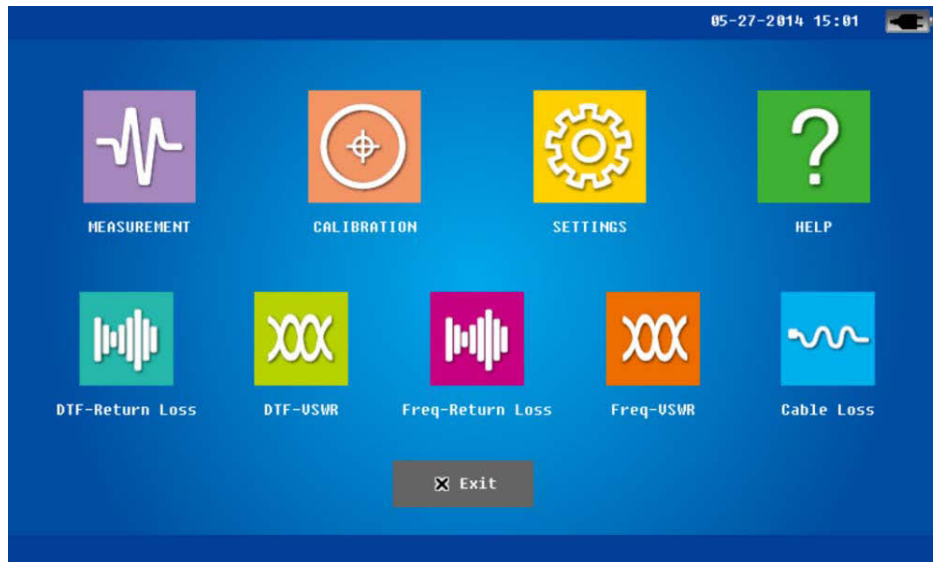 05-27-2014 15:01
MEASUREMENT CALIBRATION SETTINGS HELP
DTF-Return Loss DTF-VSWR Freq-Return Loss Freq-VSWR Cable Loss
Exit